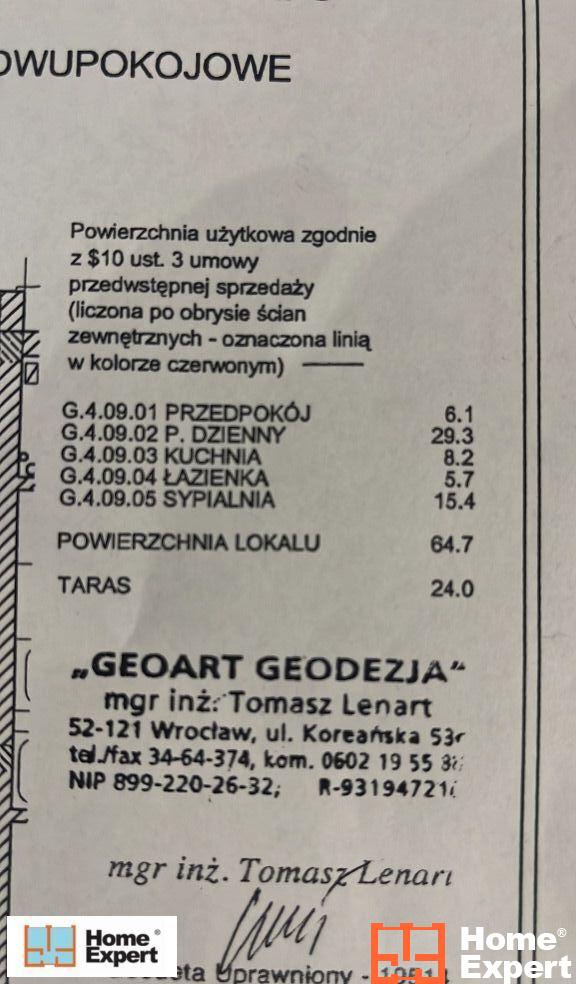 DWUPOKOJOWE
Powierzchnia użytkowa zgodnie
z $10 ust. 3 umowy
przedwstępnej sprzedaży
(liczona po obrysie ścian
zewnętrznych - oznaczona linią
w kolorze czerwonym)
G.4.09.01 PRZEDPOKÓJ 6.1
G.4.09.02 P. DZIENNY 29.3
G.4.09.03 KUCHNIA 8.2
G.4.09.04 ŁAZIENKA 5.7
G.4.09.05 SYPIALNIA 15.4
POWIERZCHNIA LOKALU 64.7
TARAS 24.0
„GEOART GEODEZJA"
mgr inż. Tomasz Lenart
52-121 Wrocław, ul. Koreańska 53r
tel./fax 34-64-374, kom. 0602 19 55
NIP 899-220-26-32; R-93194721
mgr inż. Tomasz Lenart
Uprawniony -
Home®
Expert
Home®
Expert